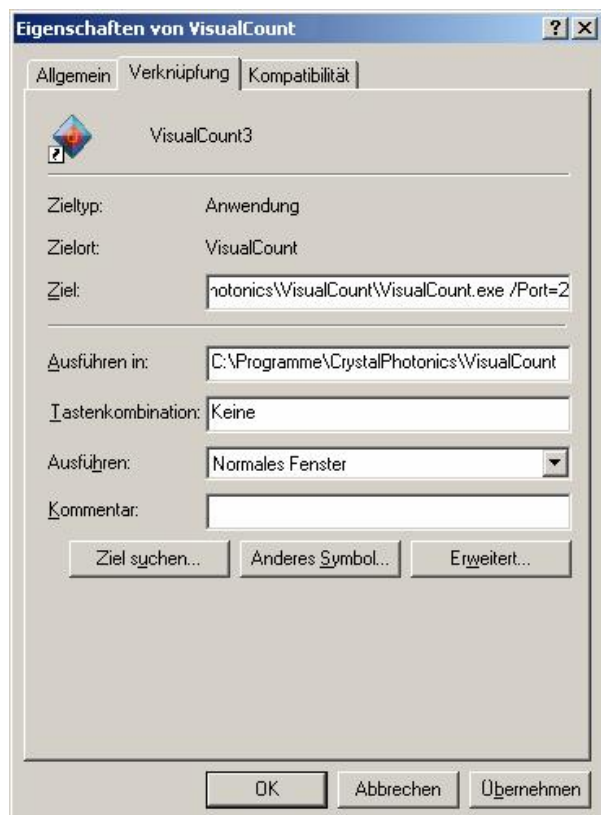 Eigenschaften von VisualCount
Allgemein Verknüpfung Kompatibilität
VisualCount3
Zieltyp: Anwendung
Zielort: VisualCount
Ziel: hotonics\VisualCount\VisualCount.exe /Port=2
Ausführen in: C:\Programme\CrystalPhotonics\VisualCount
Tastenkombination: Keine
Ausführen: Normales Fenster
Kommentar:
Ziel suchen... Anderes Symbol... Erweitert...
OK Abbrechen Übernehmen